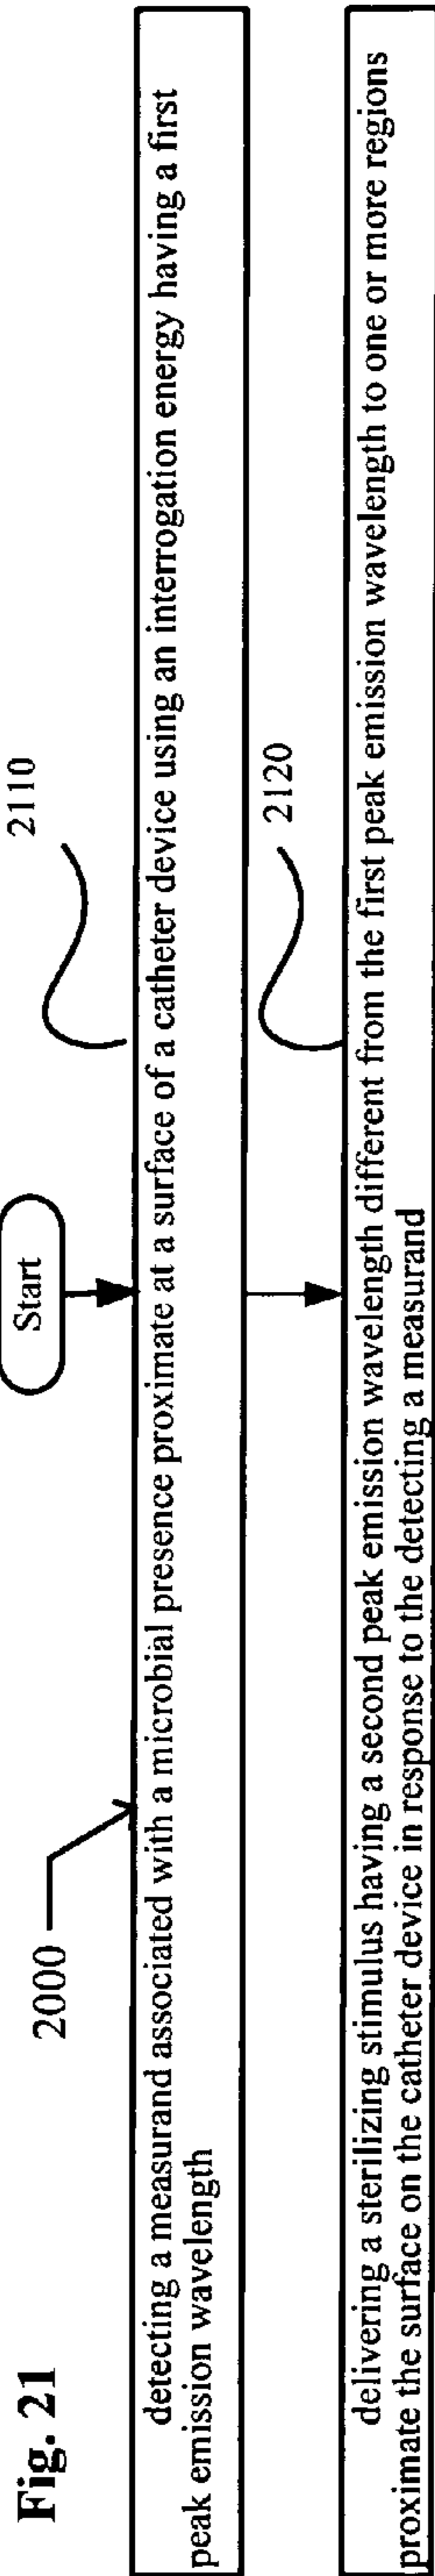 Fig. 21
2000
Start
2110
detecting a measurand associated with a microbial presence proximate at a surface of a catheter device using an interrogation energy having a first
peak emission wavelength
2120
delivering a sterilizing stimulus having a second peak emission wavelength different from the first peak emission wavelength to one or more regions
proximate the surface on the catheter device in response to the detecting a measurand